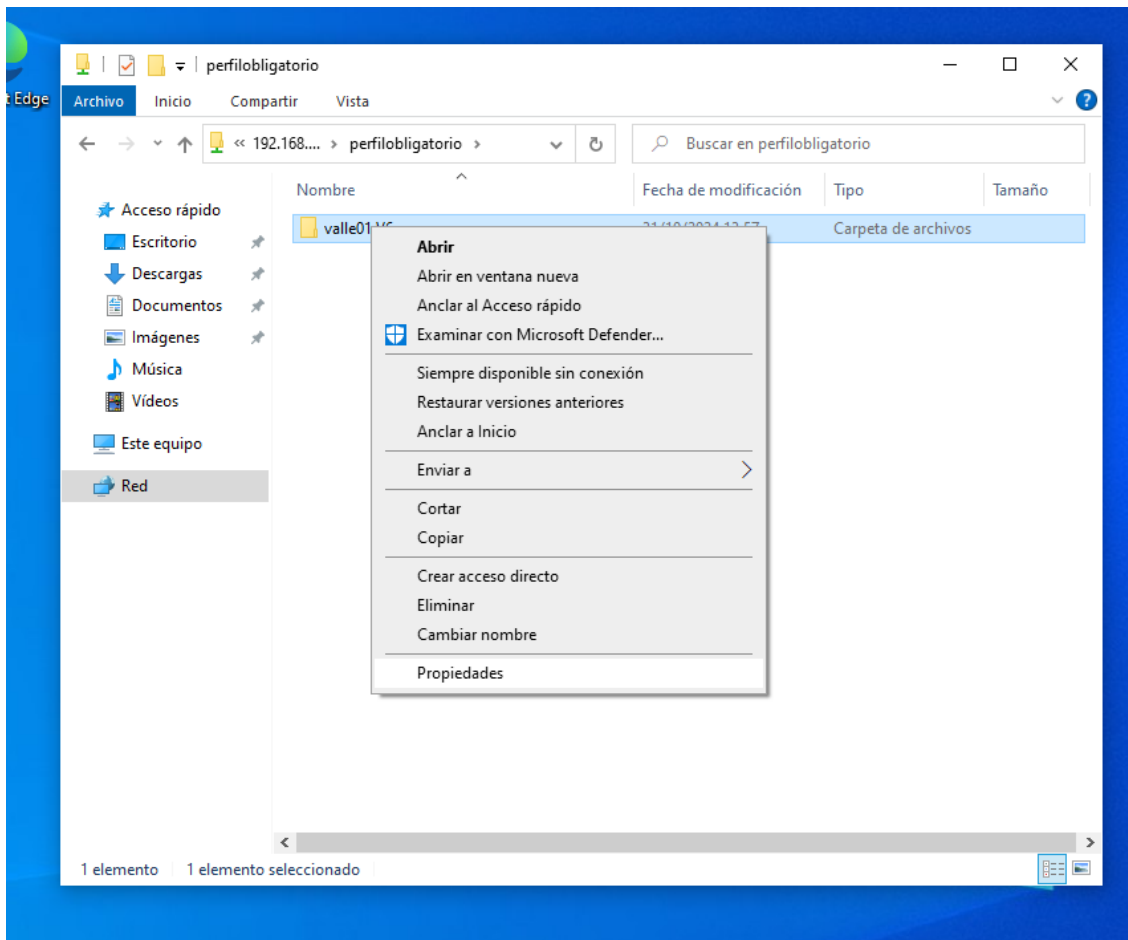 perfilobligatorio
t Edge
Archivo Inicio Compartir Vista
« 192.168.... > perfilobligatorio >
Buscar en perfilobligatorio
Nombre Fecha de modificación Tipo Tamaño
Acceso rápido
Escritorio
Descargas
Documentos
Imágenes
Música
Vídeos
Este equipo
Red
Carpeta de archivos
Abrir
Abrir en ventana nueva
Anclar al Acceso rápido
Examinar con Microsoft Defender...
Siempre disponible sin conexión
Restaurar versiones anteriores
Anclar a Inicio
Enviar a
Cortar
Copiar
Crear acceso directo
Eliminar
Cambiar nombre
Propiedades
1 elemento 1 elemento seleccionado